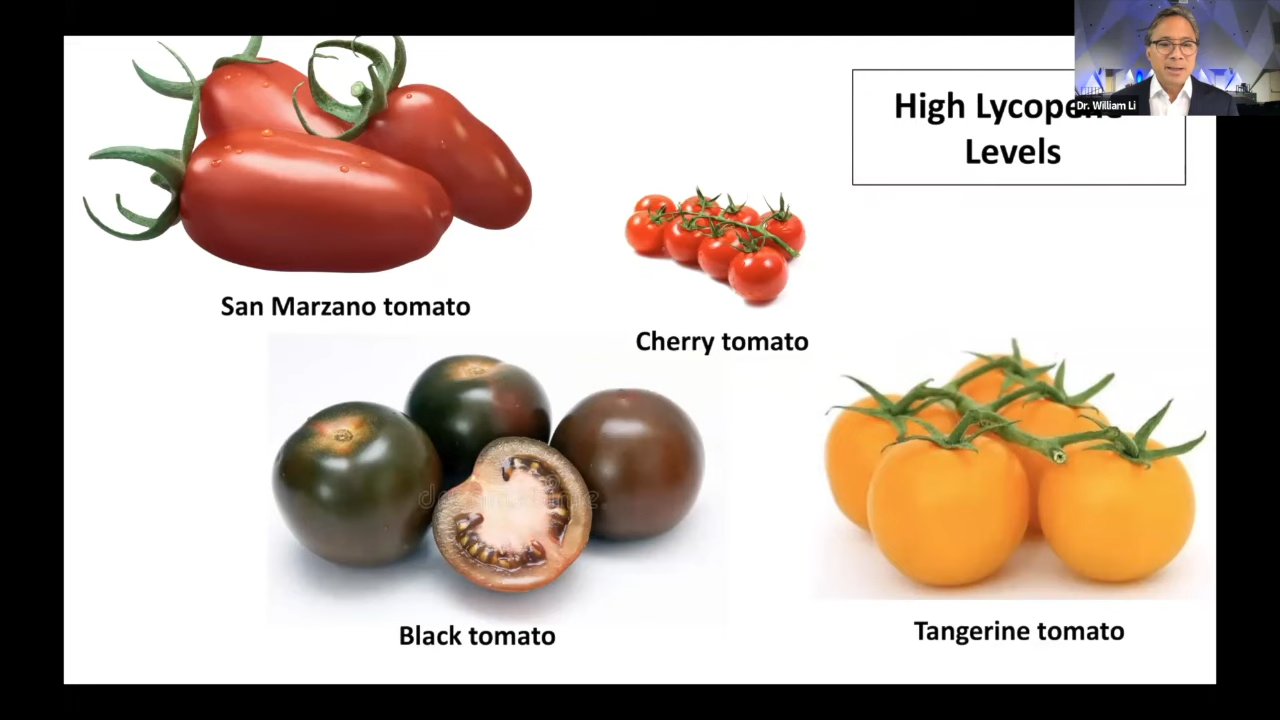 High Lycopene
Levels
Dr. William Li
San Marzano tomato
Cherry tomato
Black tomato
Tangerine tomato